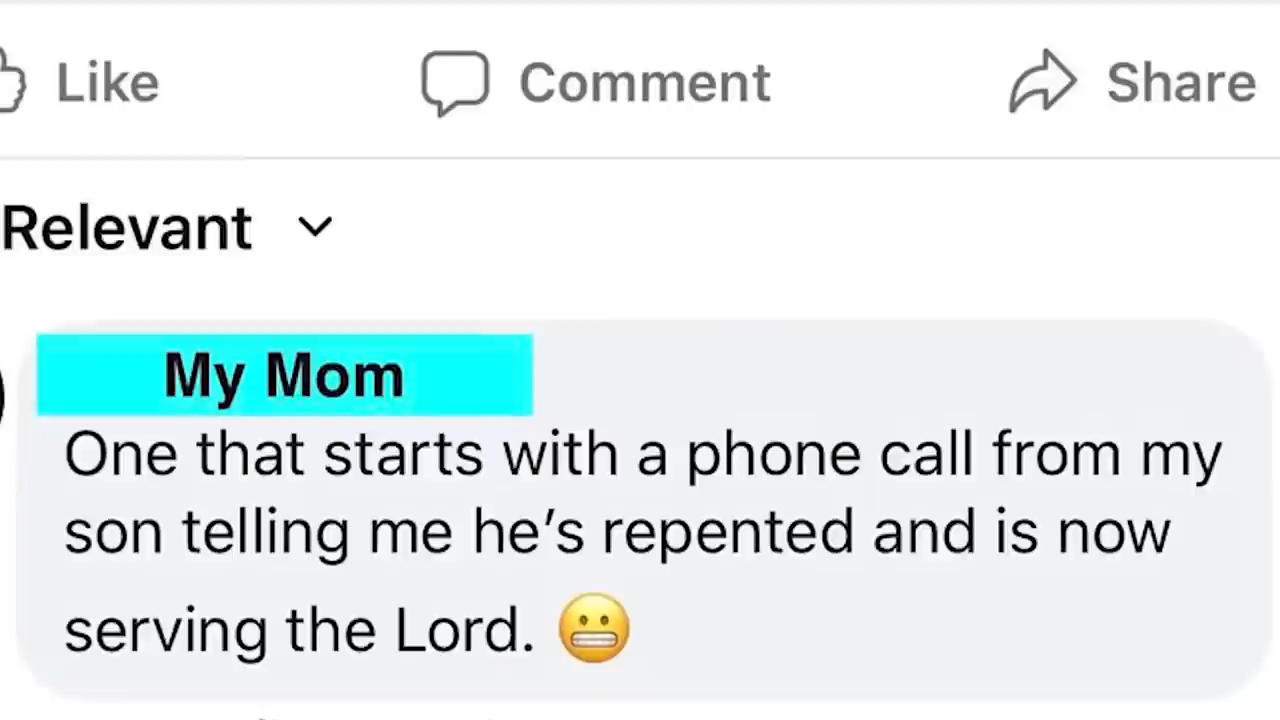 Like Comment Share
Relevant
My Mom
One that starts with a phone call from my
son telling me he’s repented and is now
serving the Lord. 😬